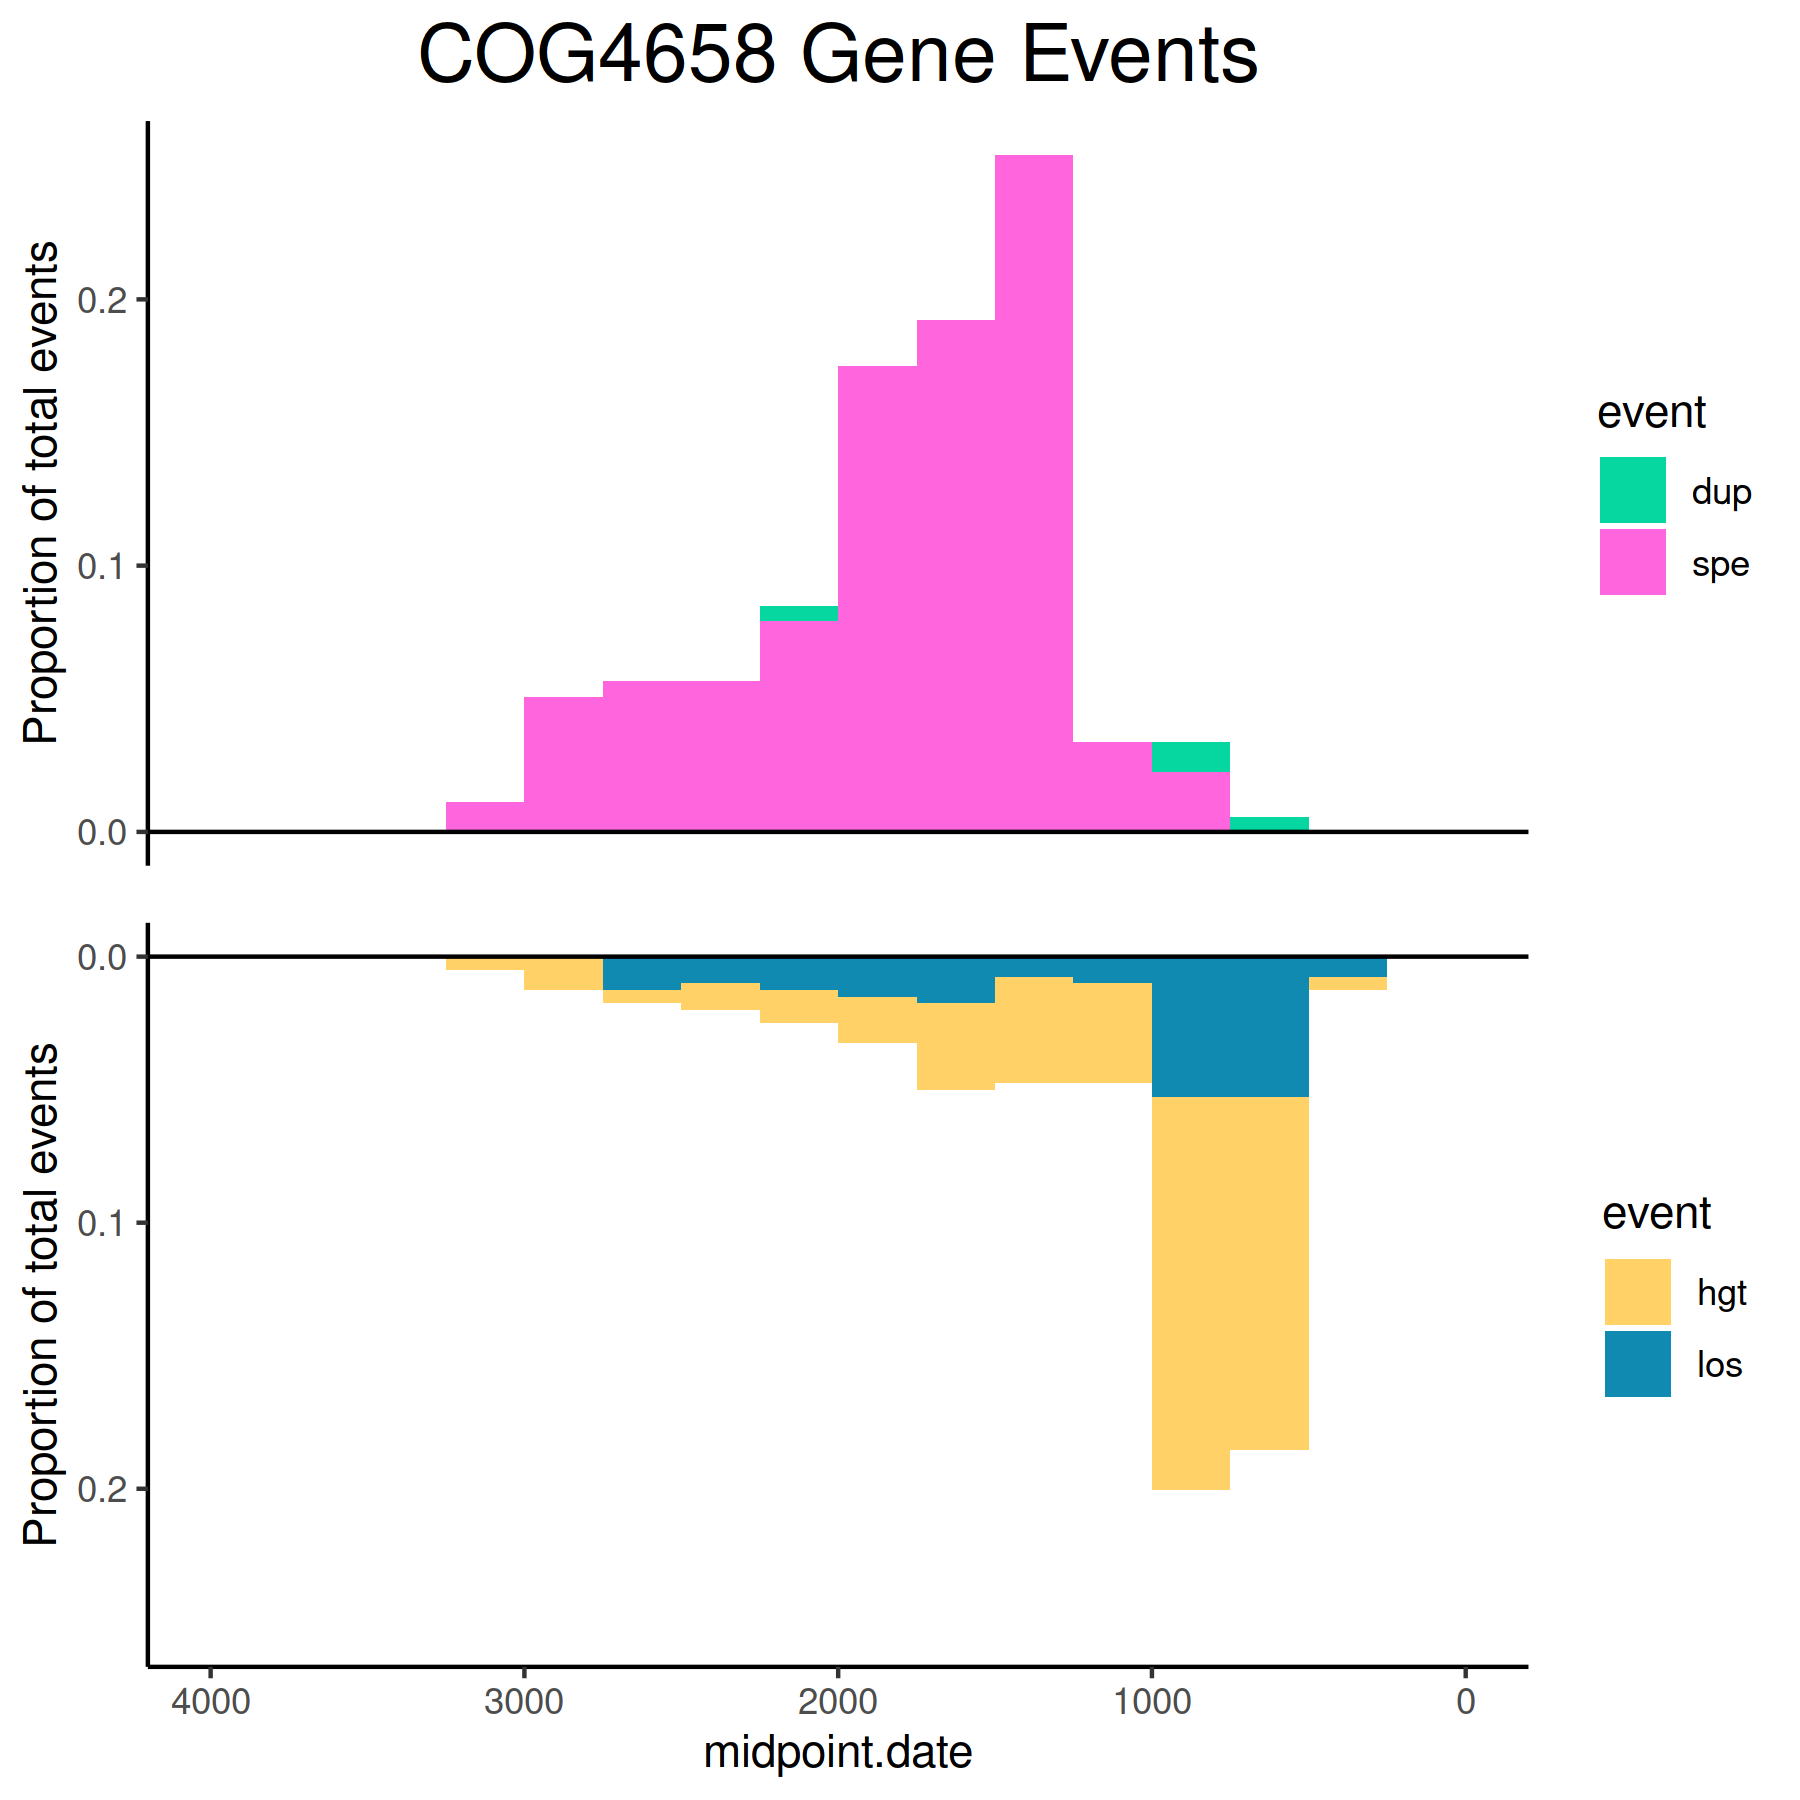 COG4658 Gene Events
Proportion of total events
0.2
0.1
0.0
event
dup
spe
Proportion of total events
0.0
0.1
0.2
event
hgt
los
4000 3000 2000 1000 0
midpoint.date